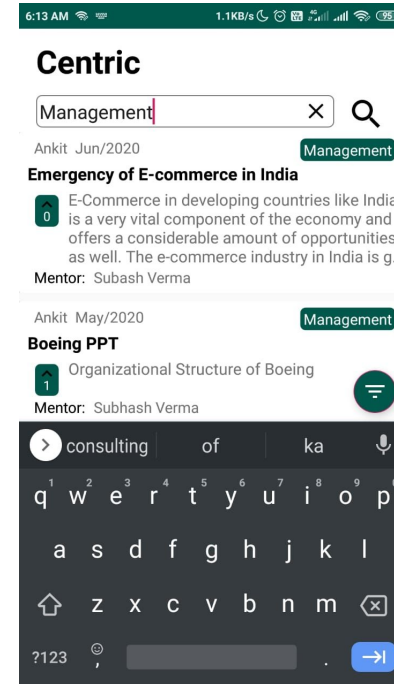 6:13 AM 1.1KB/s 4G 95
Centric
Management
Ankit Jun/2020 Management
Emergency of E-commerce in India
E-Commerce in developing countries like India
0 is a very vital component of the economy and
offers a considerable amount of opportunities
as well. The e-commerce industry in India is g.
Mentor: Subash Verma
Ankit May/2020 Management
Boeing PPT
Organizational Structure of Boeing
1
Mentor: Subhash Verma
consulting of ka
1 2 3 4 5 6 7 8 9 0
q w e r t y u i o p
a s d f g h j k l
z x c v b n m
?123 , .